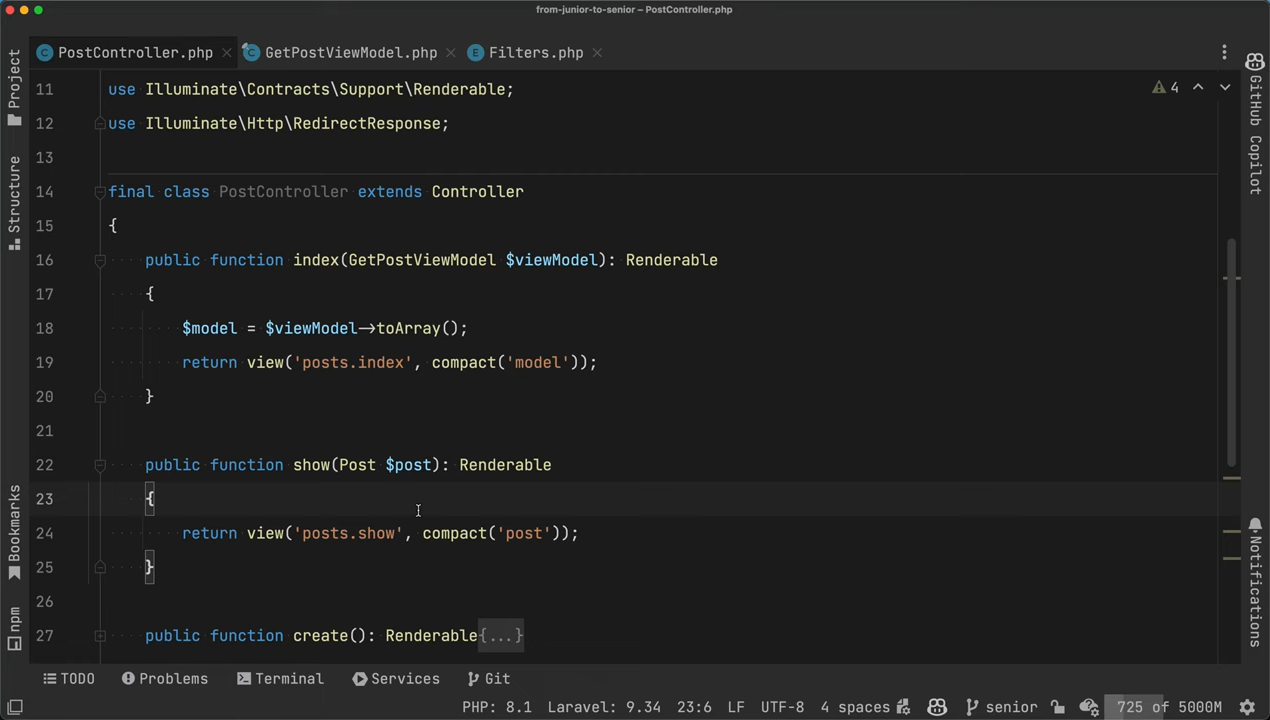 from-junior-to-senior – PostController.php
PostController.php
GetPostViewModel.php
Filters.php
Project
Structure
Bookmarks
npm
11 use Illuminate\Contracts\Support\Renderable;
12 use Illuminate\Http\RedirectResponse;
13
14 final class PostController extends Controller
15 {
16 public function index(GetPostViewModel $viewModel): Renderable
17 {
18 $model = $viewModel→toArray();
19 return view('posts.index', compact('model'));
20 }
21
22 public function show(Post $post): Renderable
23 {
24 return view('posts.show', compact('post'));
25 }
26
27 public function create(): Renderable{...}
4
GitHub Copilot
Notifications
TODO Problems Terminal Services Git
PHP: 8.1 Laravel: 9.34 23:6 LF UTF-8 4 spaces senior 725 of 5000M